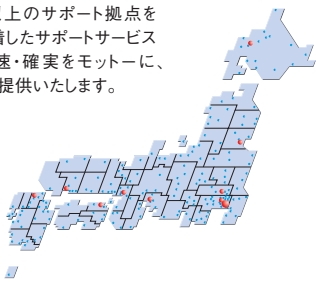 上のサポート拠点を
着したサポートサービス
速・確実をモットーに、
提供いたします。